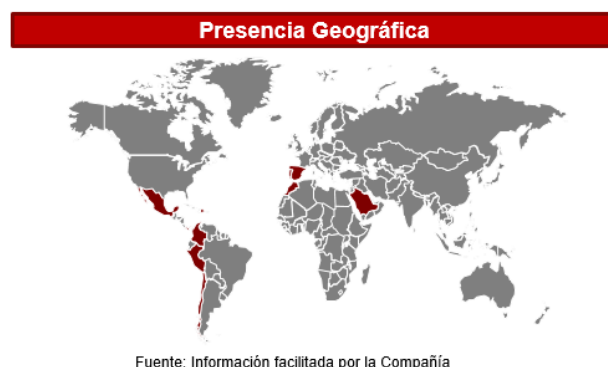 Presencia Geográfica
Fuente: Información facilitada por la Compañía